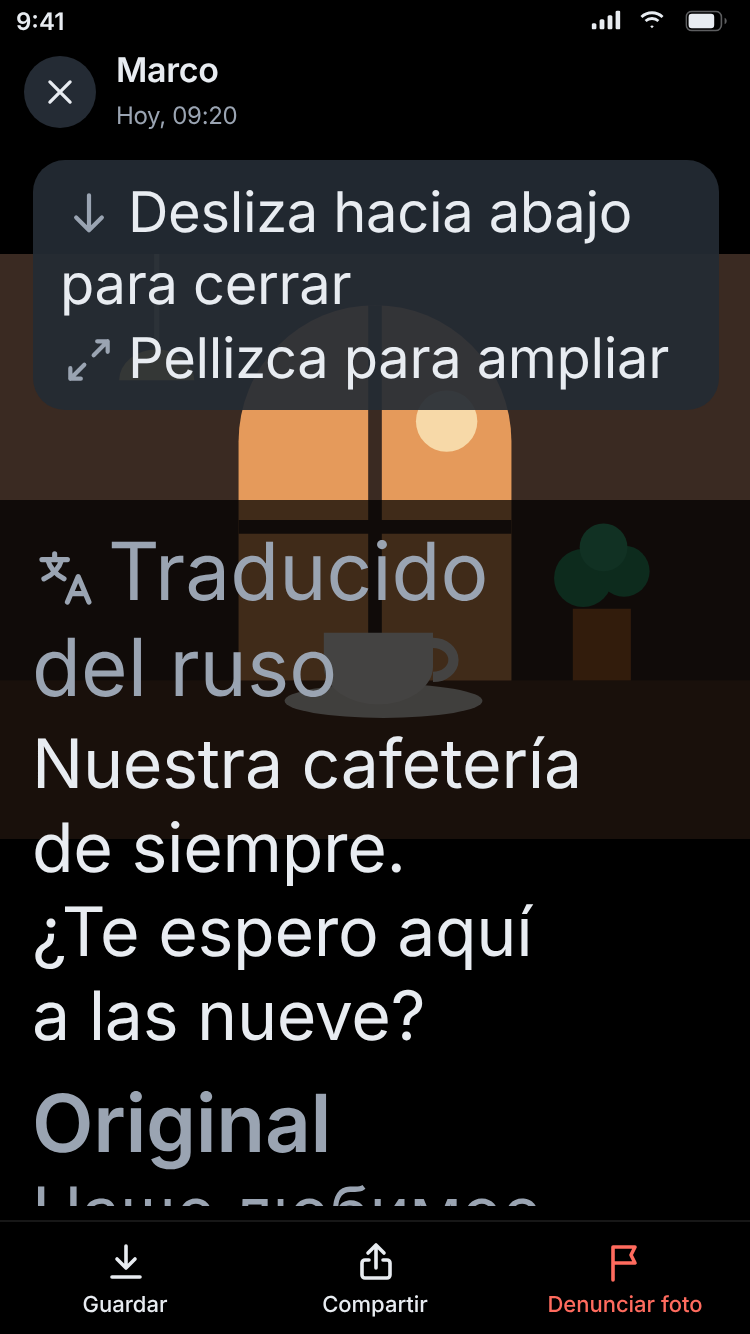 9:41
Marco
Hoy, 09:20
Desliza hacia abajo
para cerrar
Pellizca para ampliar
Traducido
del ruso
Nuestra cafetería
de siempre.
¿Te espero aquí
a las nueve?
Original
Guardar
Compartir
Denunciar foto